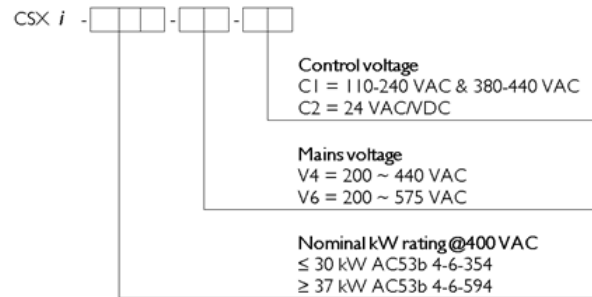 CSX i - - -
Control voltage
C1 = 110-240 VAC & 380-440 VAC
C2 = 24 VAC/VDC
Mains voltage
V4 = 200 ~ 440 VAC
V6 = 200 ~ 575 VAC
Nominal kW rating @400 VAC
≤ 30 kW AC53b 4-6-354
≥ 37 kW AC53b 4-6-594